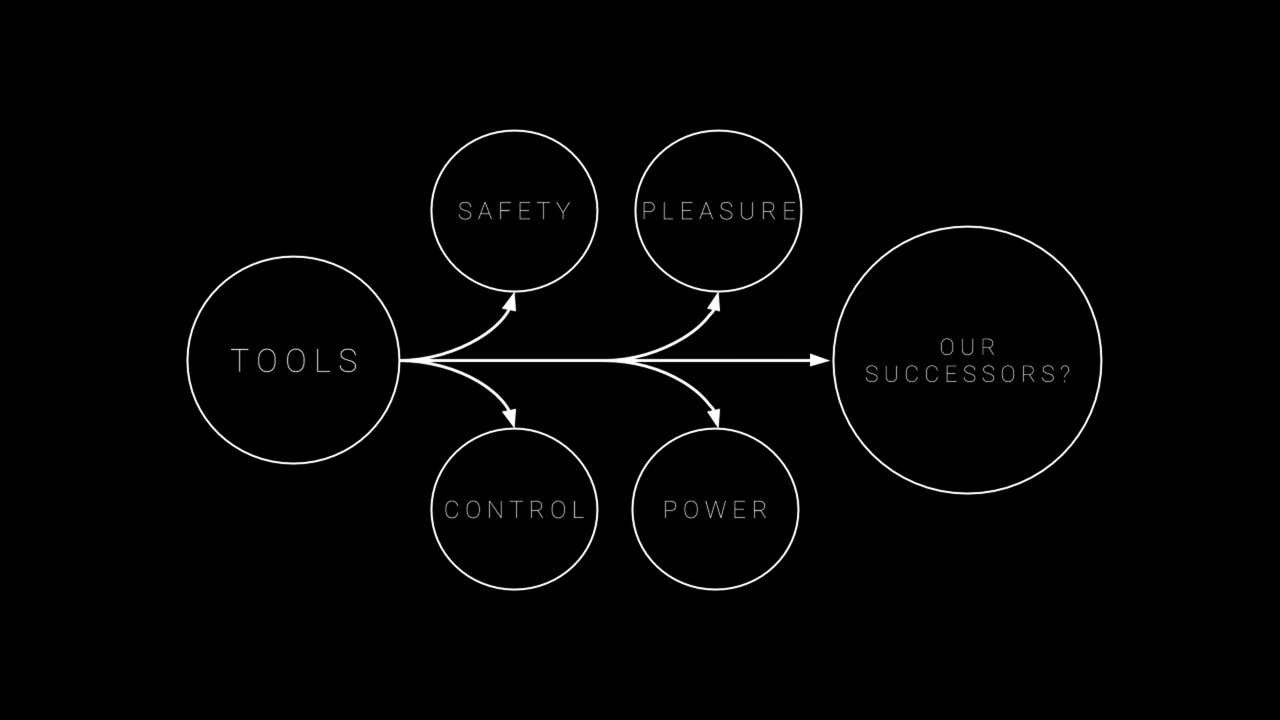 SAFETY
PLEASURE
TOOLS
OUR
SUCCESSORS?
CONTROL
POWER